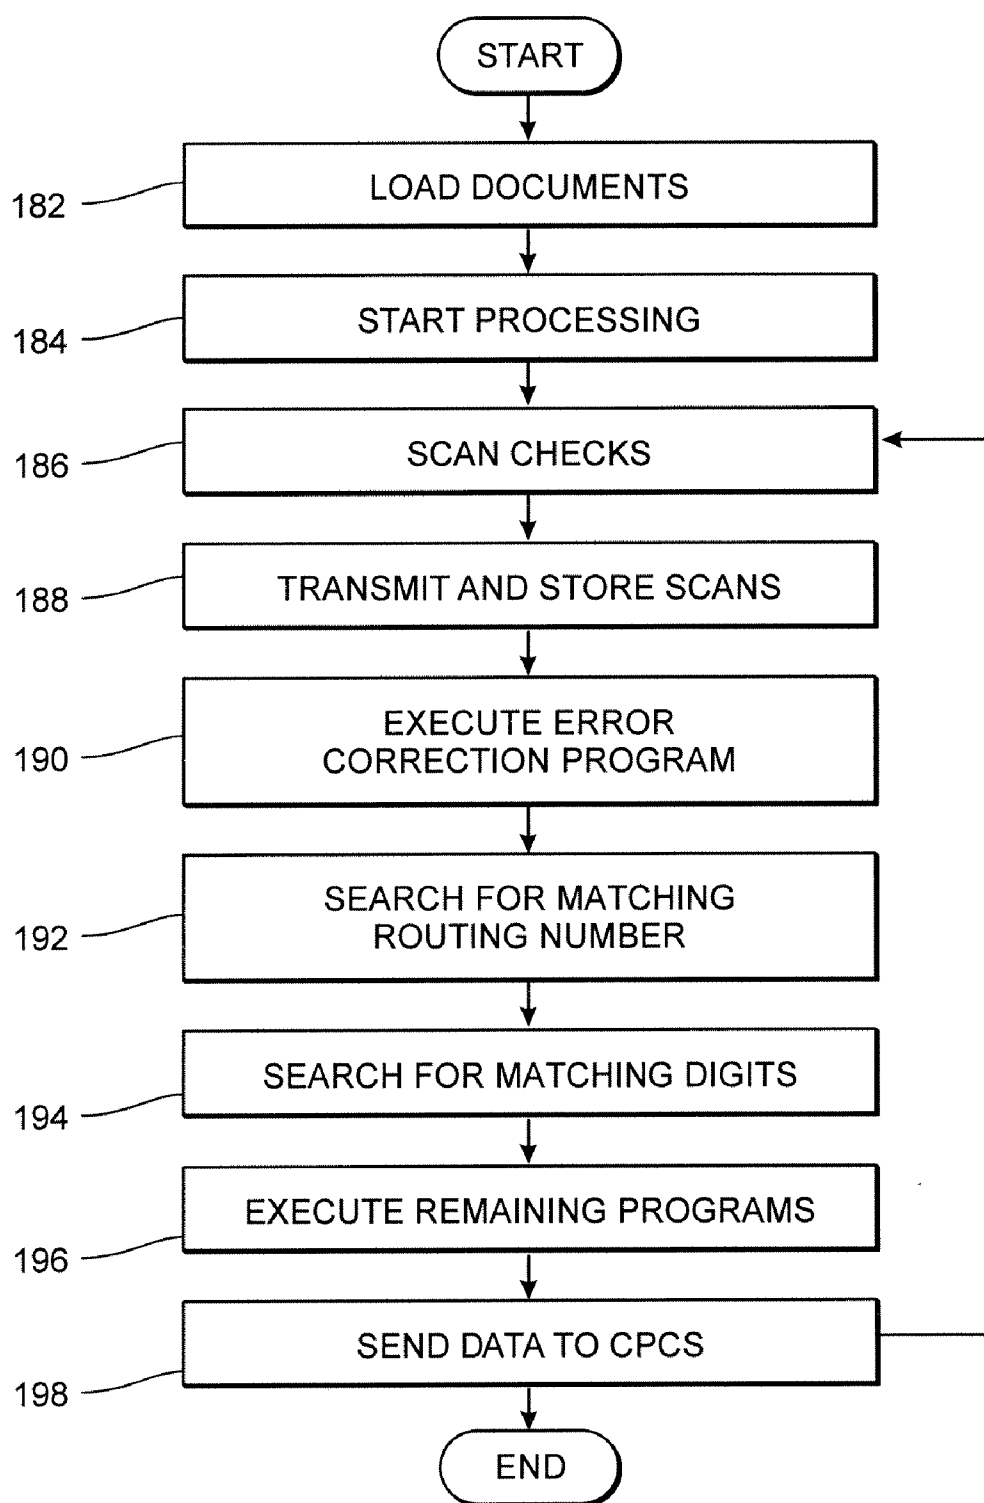 START
LOAD DOCUMENTS
182
START PROCESSING
184
SCAN CHECKS
186
TRANSMIT AND STORE SCANS
188
EXECUTE ERROR
CORRECTION PROGRAM
190
SEARCH FOR MATCHING
ROUTING NUMBER
192
SEARCH FOR MATCHING DIGITS
194
EXECUTE REMAINING PROGRAMS
196
SEND DATA TO CPCS
198
END